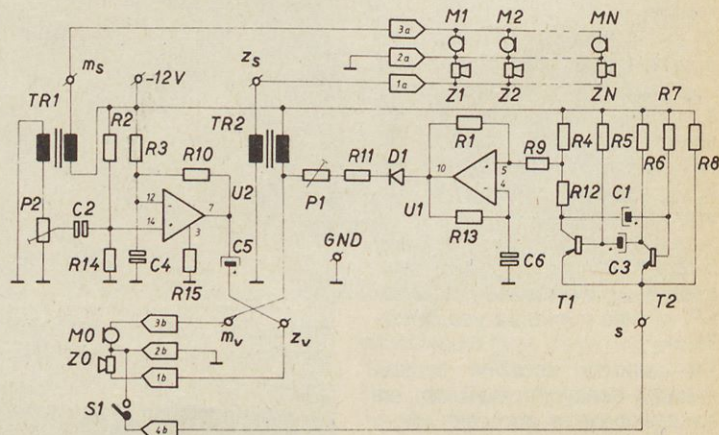 M1 M2 MN
3a
mS zS 2a
-12V 1a
Z1 Z2 ZN R7
TR1 R2 TR2
R3 R10 R1 R4 R5 R6 R8
R11 D1 R9
P2 C2 12 7 U2 P1 10 5 R12 C1
14 3 U1 4
R13 C3
R14 C4 R15 C5 GND C6 T1 T2
M0 3b mv zv s
Z0 2b
1b
S1
4b